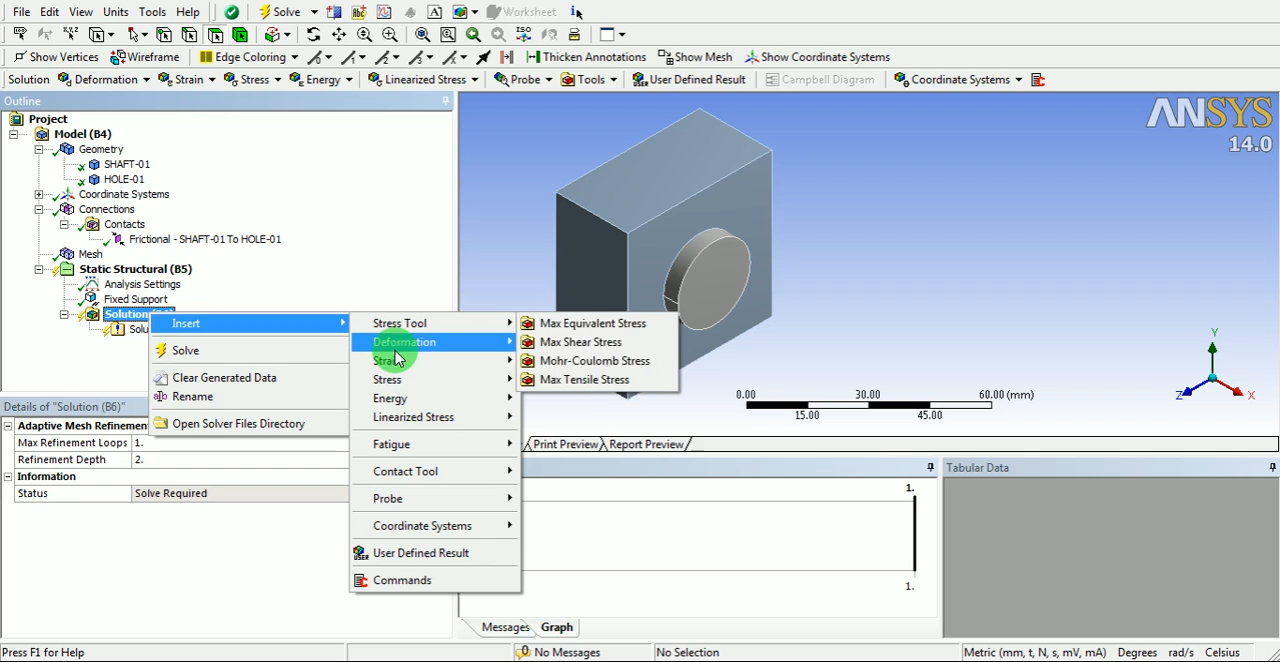 File Edit View Units Tools Help Solve Worksheet
Show Vertices Wireframe Edge Coloring Thicken Annotations Show Mesh Show Coordinate Systems
Solution Deformation Strain Stress Energy Linearized Stress Probe Tools User Defined Result Campbell Diagram Coordinate Systems
Outline
Project
Model (B4)
Geometry
SHAFT-01
HOLE-01
Coordinate Systems
Connections
Contacts
Frictional - SHAFT-01 To HOLE-01
Mesh
Static Structural (B5)
Analysis Settings
Fixed Support
Insert
Solve
Clear Generated Data
Rename
Open Solver Files Directory
Stress Tool
Deformation
Stress
Energy
Linearized Stress
Fatigue
Contact Tool
Probe
Coordinate Systems
User Defined Result
Commands
Max Equivalent Stress
Max Shear Stress
Mohr-Coulomb Stress
Max Tensile Stress
ANSYS
14.0
0.00 30.00 60.00 (mm)
15.00 45.00
Y
Z X
Print Preview Report Preview
Details of "Solution (B6)"
Max Refinement Loops 1.
Refinement Depth 2.
Information
Status Solve Required
1.
1.
Messages Graph
Tabular Data
Press F1 for Help No Messages No Selection Metric (mm, t, N, s, mV, mA) Degrees rad/s Celsius